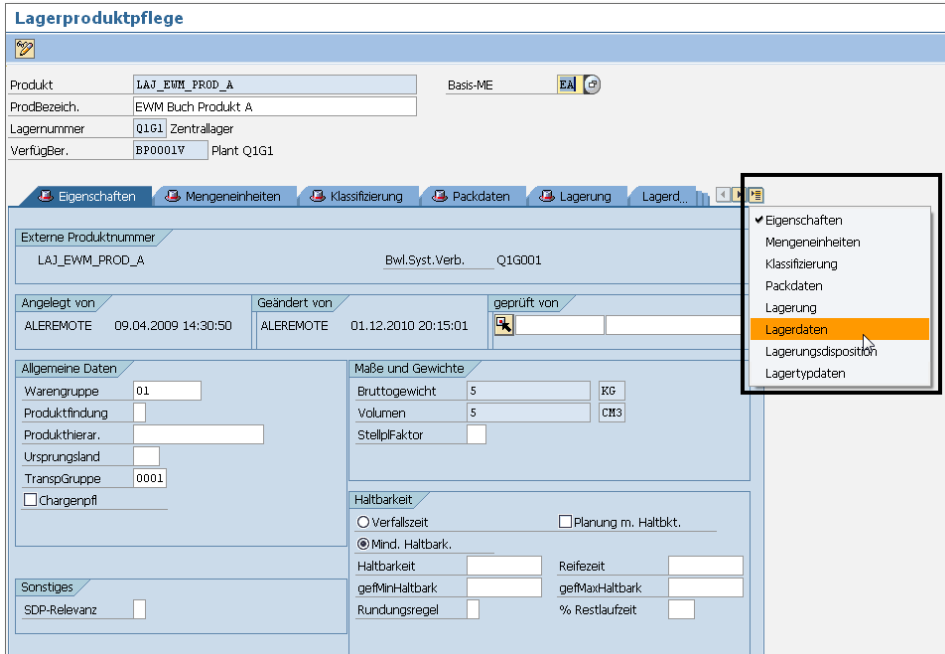 Lagerproduktpflege
Produkt LAJ_EWM_PROD_A Basis-ME EA
ProdBezeich. EWM Buch Produkt A
Lagernummer Q1G1 Zentrallager
VerfügBer. BP0001V Plant Q1G1
Eigenschaften Mengeneinheiten Klassifizierung Packdaten Lagerung Lagerd...
Eigenschaften
Mengeneinheiten
Klassifizierung
Packdaten
Lagerung
Lagerdaten
Lagerungsdisposition
Lagertypdaten
Externe Produktnummer
LAJ_EWM_PROD_A Bwl.Syst.Verb. Q1G001
Angelegt von Geändert von geprüft von
ALEREMOTE 09.04.2009 14:30:50 ALEREMOTE 01.12.2010 20:15:01
Allgemeine Daten
Warengruppe 01
Produktfindung
Produkthierar.
Ursprungsland
TranspGruppe 0001
Chargenpfl
Sonstiges
SDP-Relevanz
Maße und Gewichte
Bruttogewicht 5 KG
Volumen 5 CM3
StellplFaktor
Haltbarkeit
Verfallszeit Planung m. Haltbkt.
Mind. Haltbark.
Haltbarkeit Reifezeit
gefMinHaltbark gefMaxHaltbark
Rundungsregel % Restlaufzeit